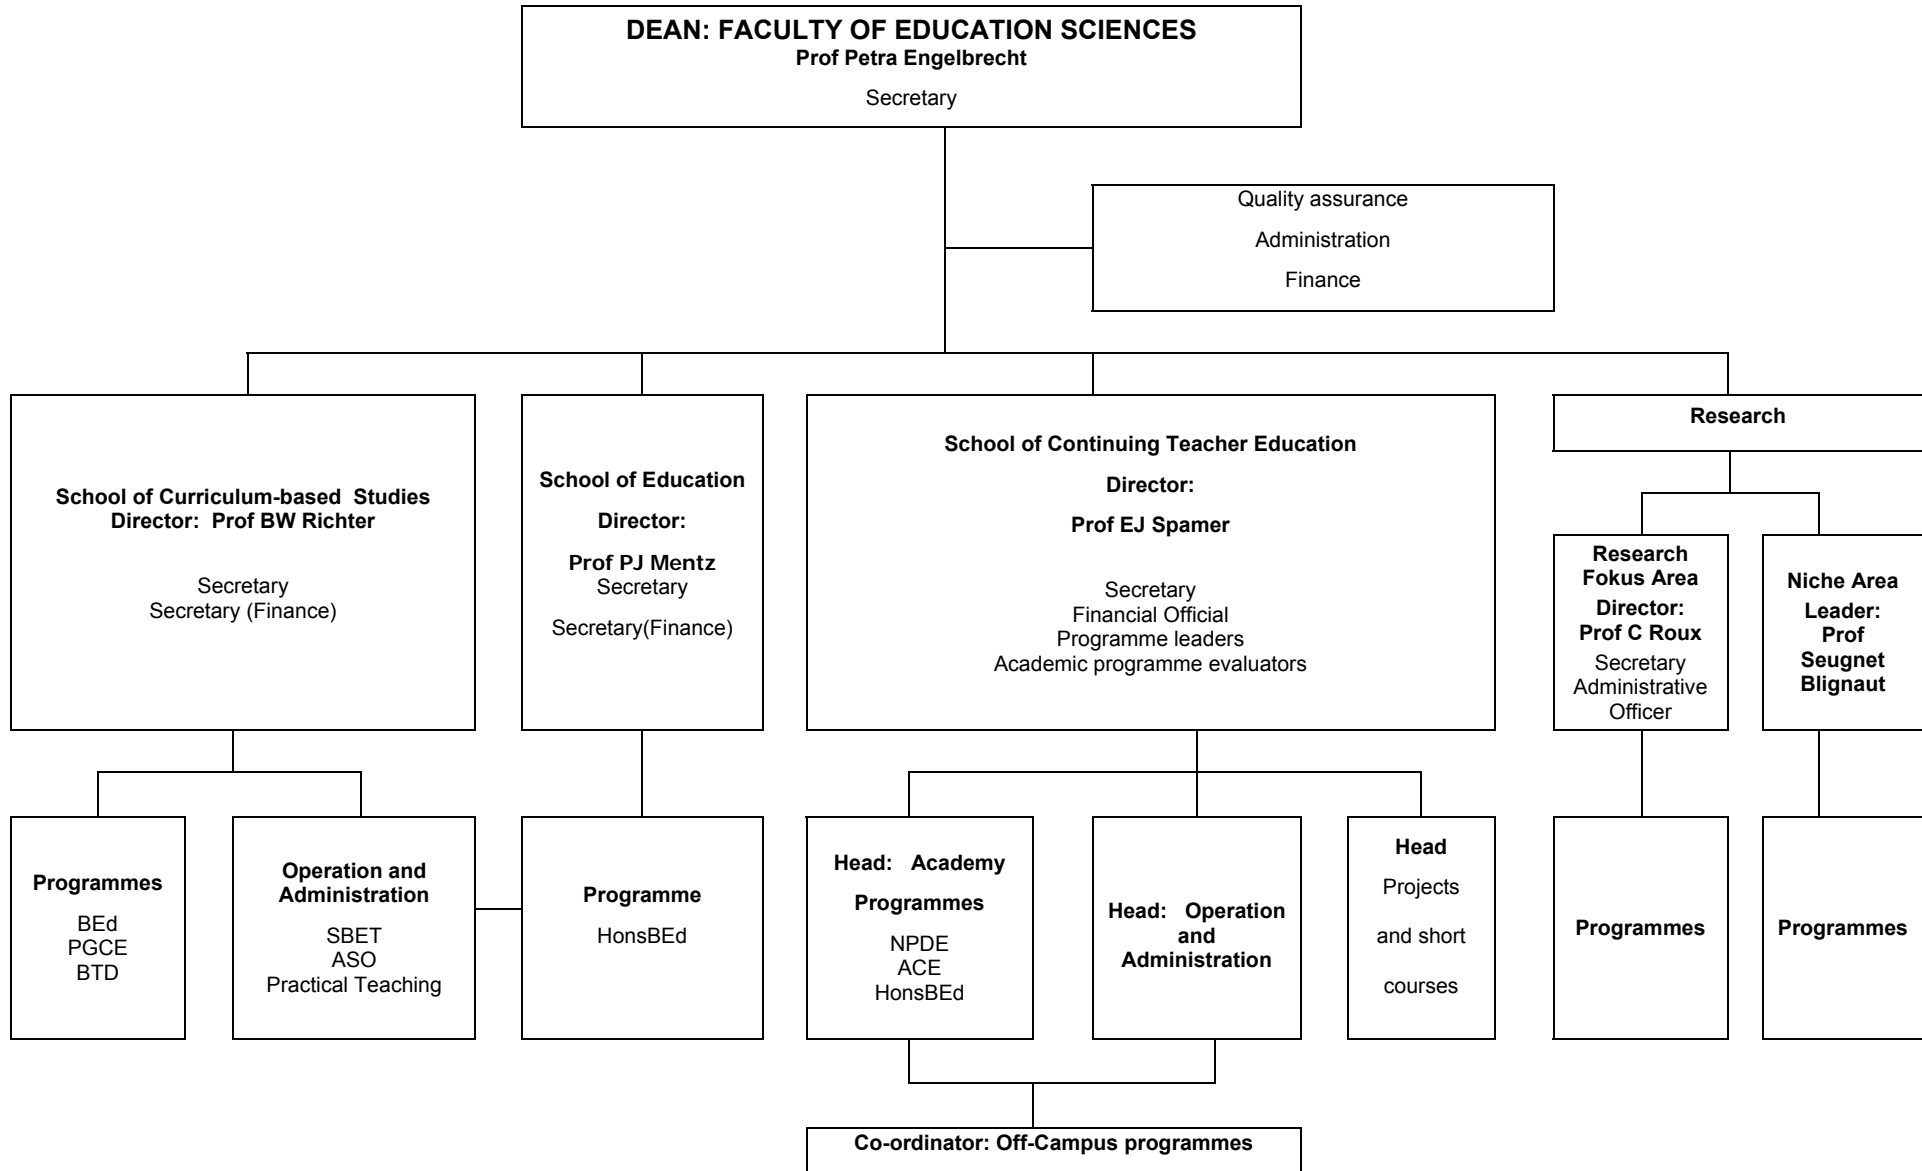 DEAN: FACULTY OF EDUCATION SCIENCES
Prof Petra Engelbrecht
Secretary
Quality assurance
Administration
Finance
School of Curriculum-based Studies
Director: Prof BW Richter
Secretary
Secretary (Finance)
School of Education
Director:
Prof PJ Mentz
Secretary
Secretary(Finance)
School of Continuing Teacher Education
Director:
Prof EJ Spamer
Secretary
Financial Official
Programme leaders
Academic programme evaluators
Research
Research
Fokus Area
Director:
Prof C Roux
Secretary
Administrative
Officer
Niche Area
Leader:
Prof
Seugnet
Blignaut
Programmes
BEd
PGCE
BTD
Operation and
Administration
SBET
ASO
Practical Teaching
Programme
HonsBEd
Head: Academy
Programmes
NPDE
ACE
HonsBEd
Head: Operation
and
Administration
Head
Projects
and short
courses
Programmes
Programmes
Co-ordinator: Off-Campus programmes